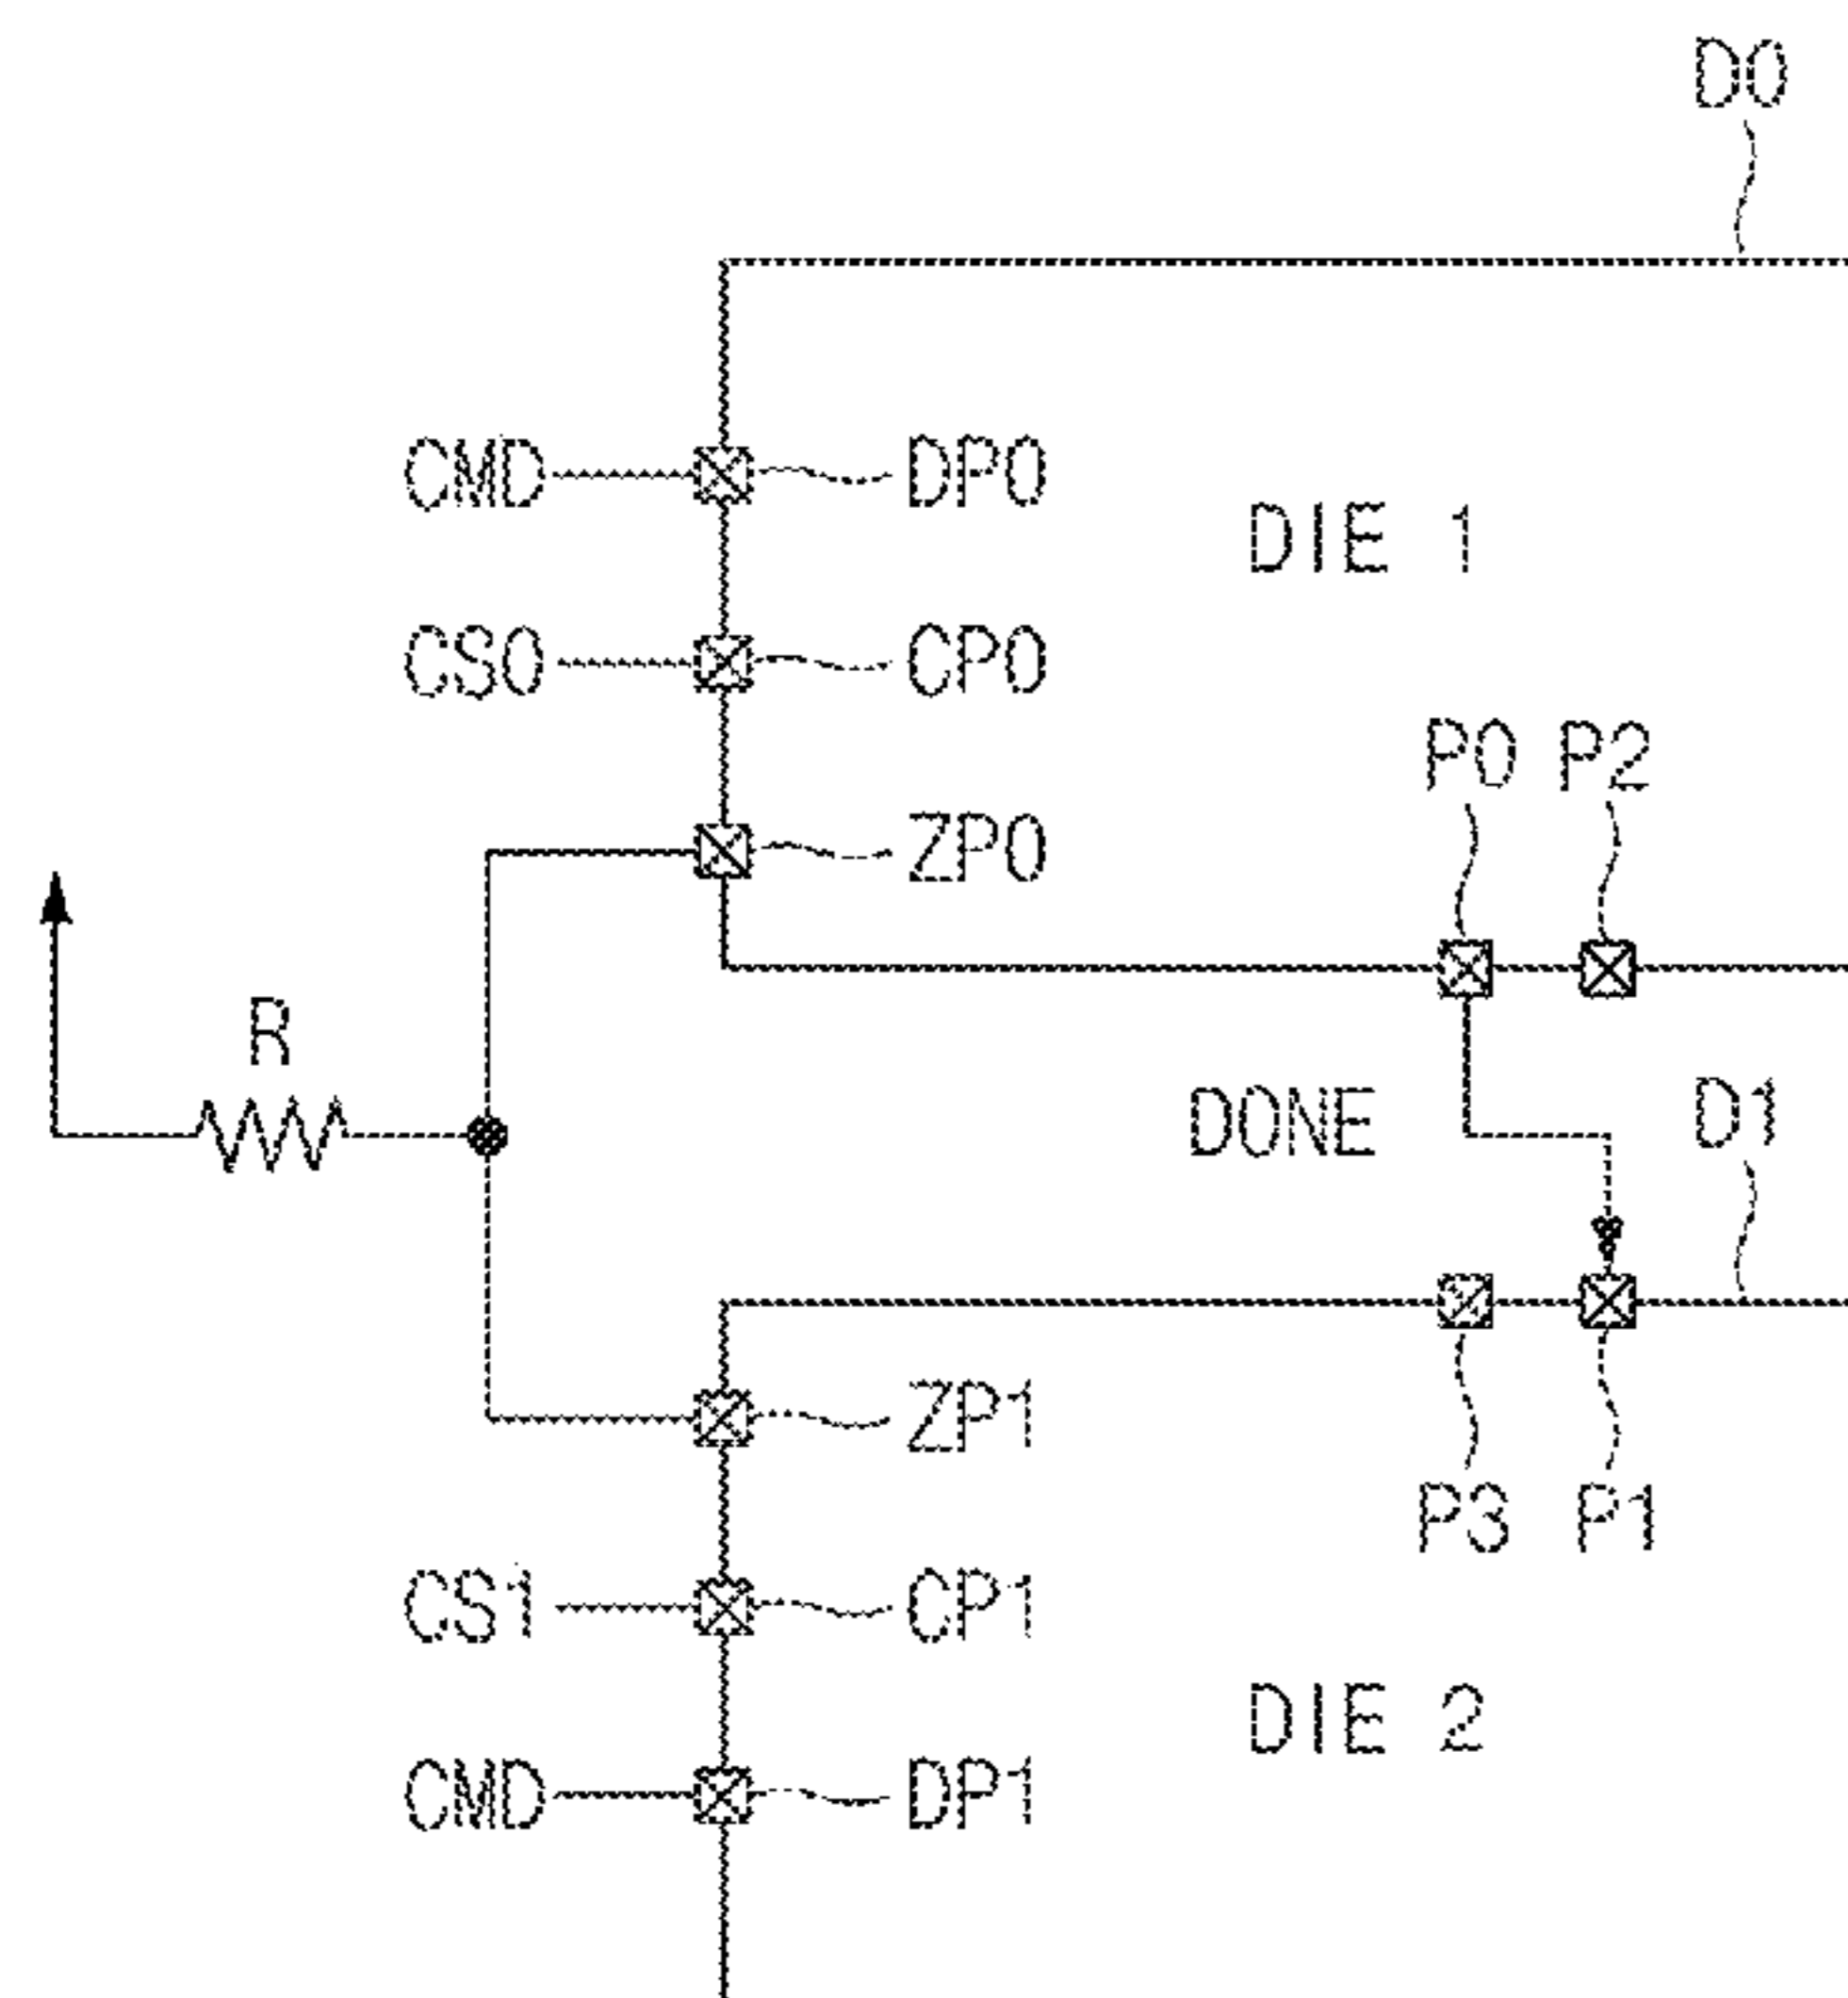 D0
CMD DP0
DIE 1
CS0 CP0
P0 P2
ZP0
R
DONE
D1
ZP1
P3 P1
CS1 CP1
DIE 2
CMD DP1